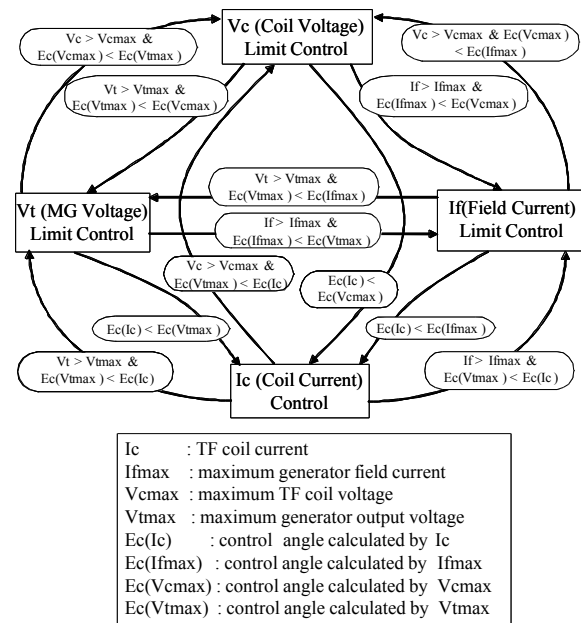 Vc (Coil Voltage)
Limit Control
Vc > Vcmax &
Ec(Vcmax) < Ec(Vtmax)
Vc > Vcmax & Ec(Vcmax)
< Ec(Ifmax)
Vt > Vtmax &
Ec(Vtmax) < Ec(Vcmax)
If > Ifmax &
Ec(Ifmax) < Ec(Vcmax)
Vt > Vtmax &
Ec(Vtmax) < Ec(Ifmax)
Vt (MG Voltage)
Limit Control
If(Field Current)
Limit Control
If > Ifmax &
Ec(Ifmax) < Ec(Vtmax)
Vc > Vcmax &
Ec(Vtmax) < Ec(Ic)
Ec(Ic) <
Ec(Vcmax)
Ec(Ic) < Ec(Vtmax)
Ec(Ic) < Ec(Ifmax)
Vt > Vtmax &
Ec(Vtmax) < Ec(Ic)
If > Ifmax &
Ec(Vtmax) < Ec(Ic)
Ic (Coil Current)
Control
Ic : TF coil current
Ifmax : maximum generator field current
Vcmax : maximum TF coil voltage
Vtmax : maximum generator output voltage
Ec(Ic) : control angle calculated by Ic
Ec(Ifmax) : control angle calculated by Ifmax
Ec(Vcmax) : control angle calculated by Vcmax
Ec(Vtmax) : control angle calculated by Vtmax